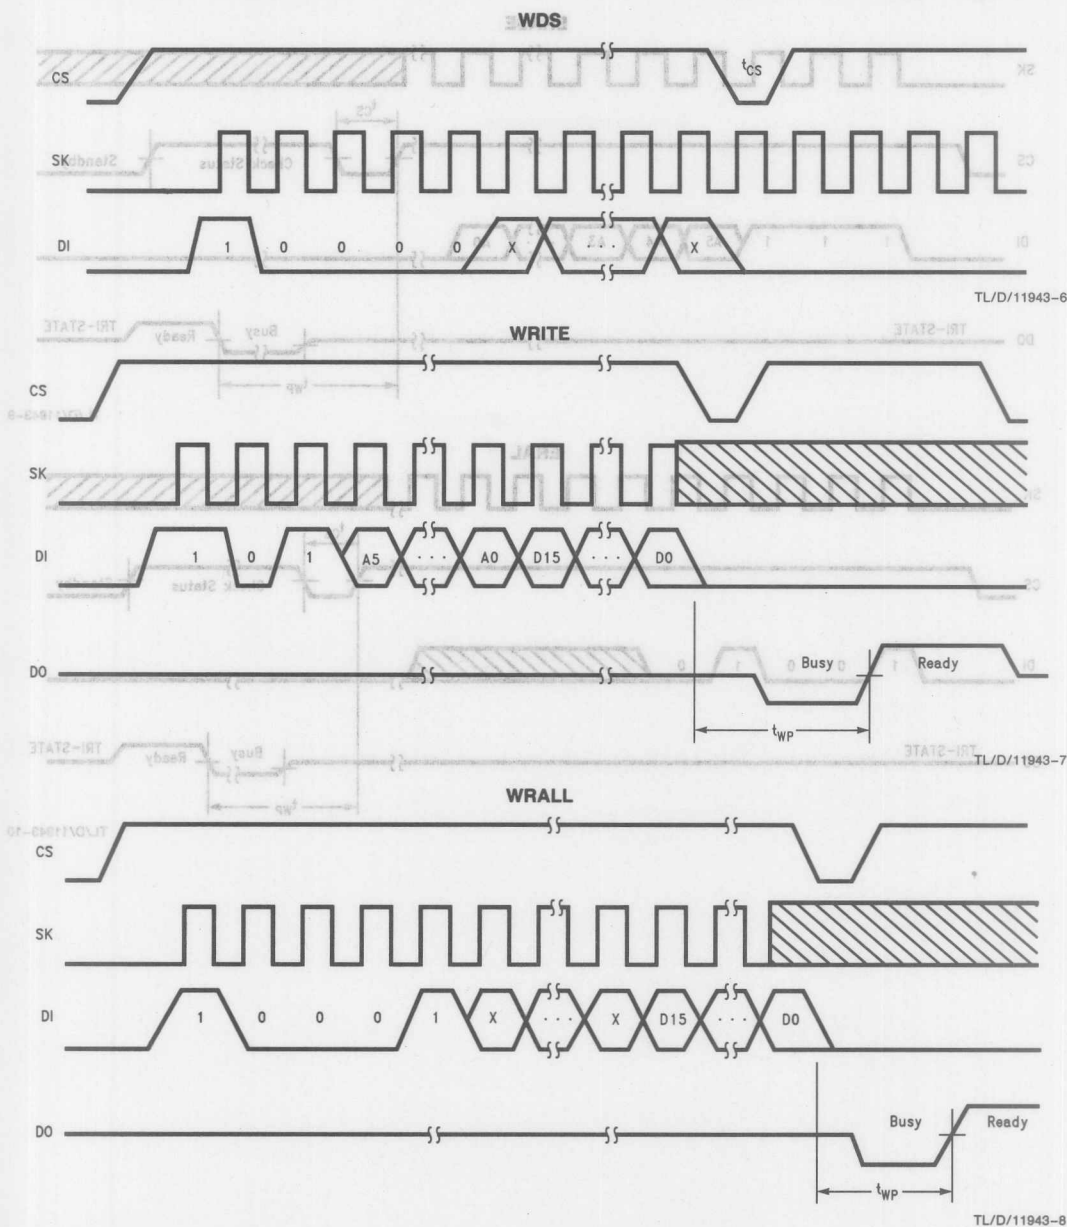 WDS
CS
tCS
SK
DI 1 0 0 0 0 X ... X
TL/D/11943-6
WRITE
CS
SK
DI 1 0 1 A5 ... A0 D15 ... D0
DO Busy Ready
tWP
TL/D/11943-7
WRALL
CS
SK
DI 1 0 0 0 1 X ... X D15 ... D0
DO Busy Ready
tWP
TL/D/11943-8